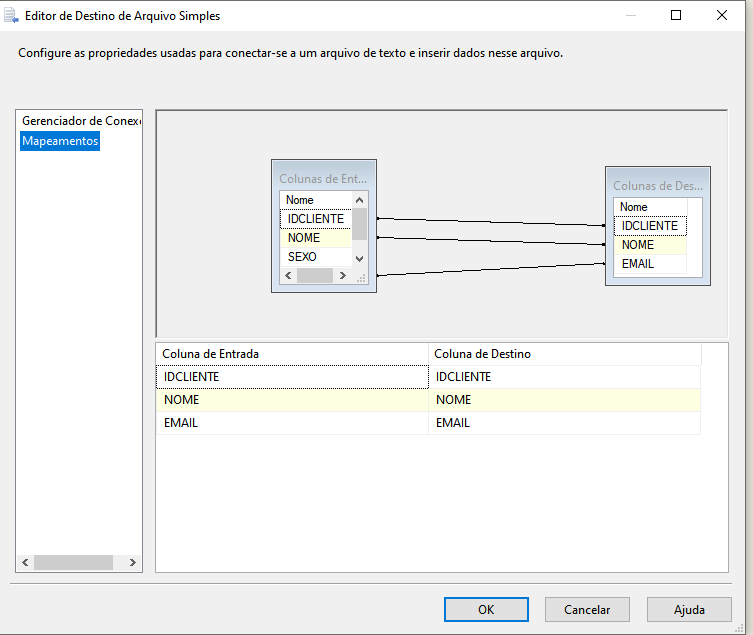 Editor de Destino de Arquivo Simples
Configure as propriedades usadas para conectar-se a um arquivo de texto e inserir dados nesse arquivo.
Gerenciador de Conex
Mapeamentos
Colunas de Ent...
Nome
IDCLIENTE
NOME
SEXO
Colunas de Des...
Nome
IDCLIENTE
NOME
EMAIL
Coluna de Entrada Coluna de Destino
IDCLIENTE IDCLIENTE
NOME NOME
EMAIL EMAIL
OK Cancelar Ajuda